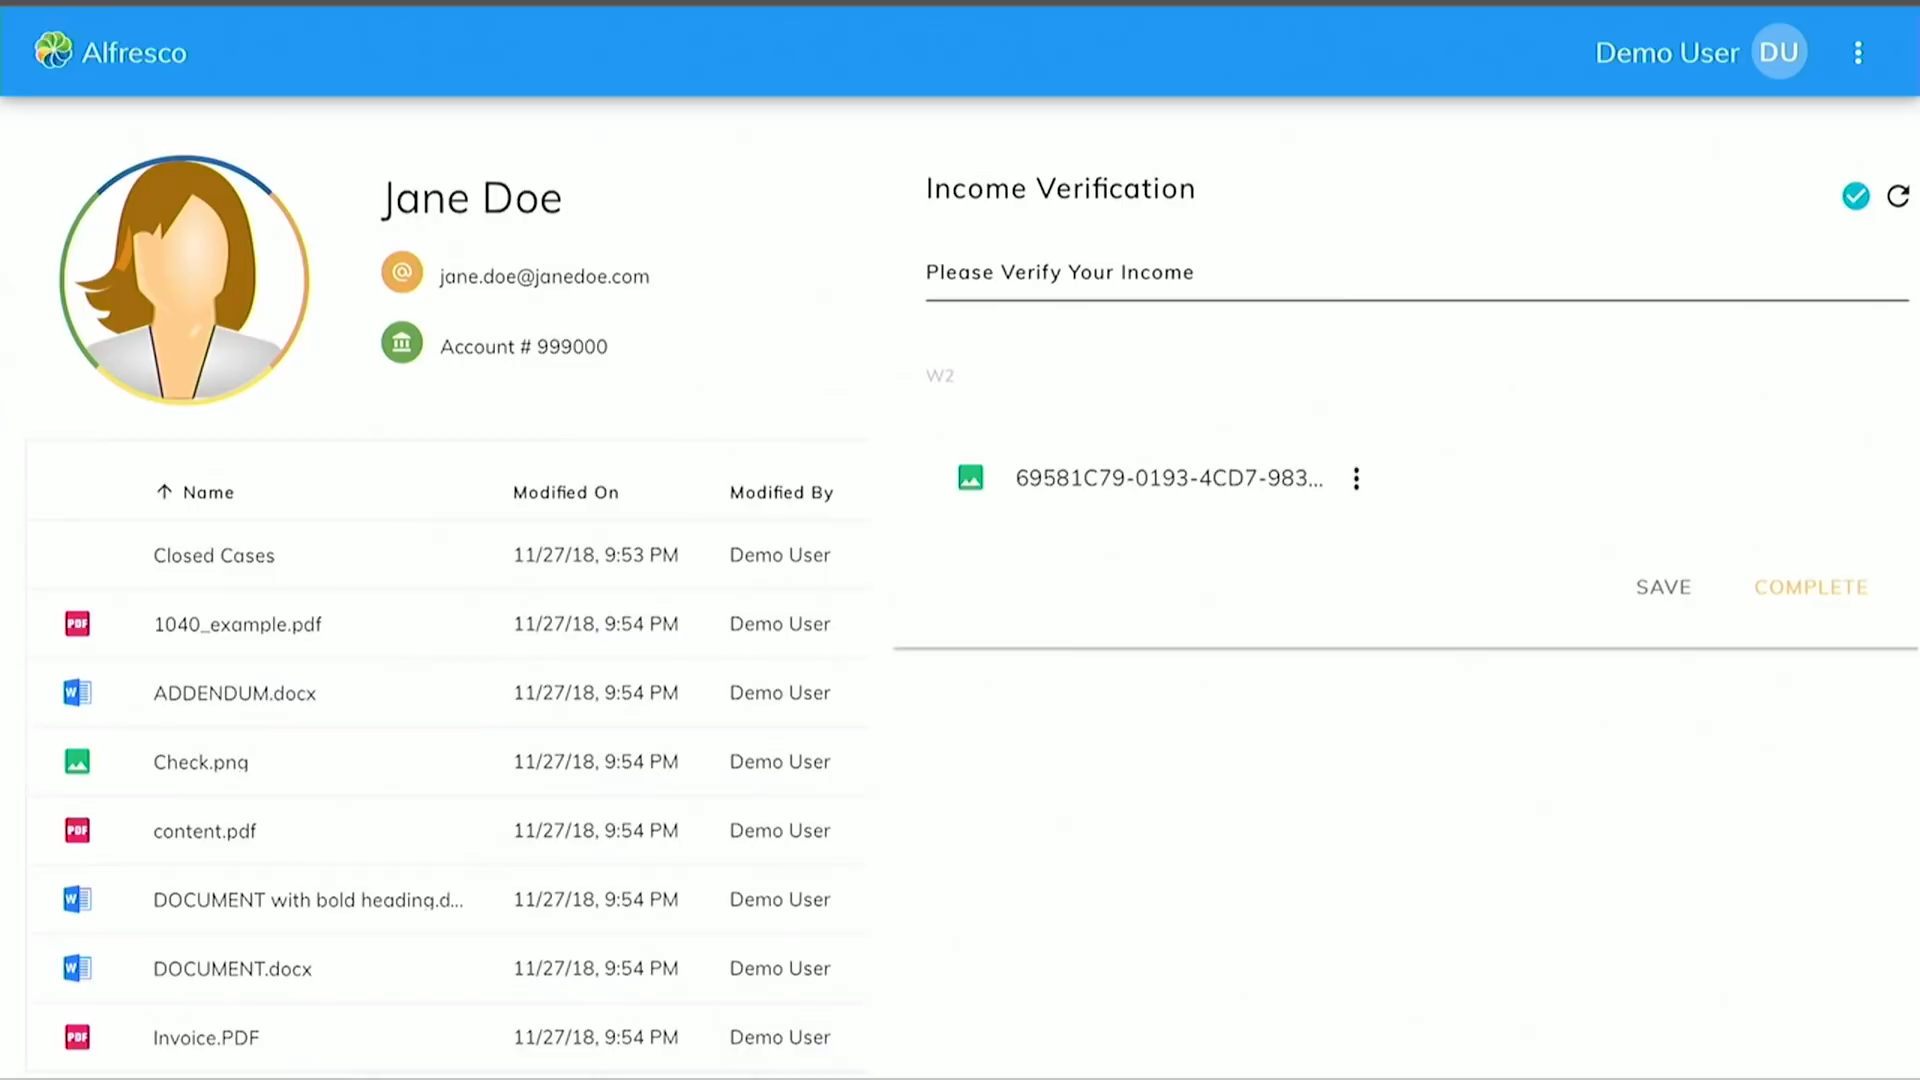 Alfresco
Demo User DU
Jane Doe
jane.doe@janedoe.com
Account # 999000
Income Verification
Please Verify Your Income
W2
69581C79-0193-4CD7-983...
SAVE COMPLETE
Name Modified On Modified By
Closed Cases 11/27/18, 9:53 PM Demo User
PDF 1040_example.pdf 11/27/18, 9:54 PM Demo User
W ADDENDUM.docx 11/27/18, 9:54 PM Demo User
Check.png 11/27/18, 9:54 PM Demo User
PDF content.pdf 11/27/18, 9:54 PM Demo User
W DOCUMENT with bold heading.d... 11/27/18, 9:54 PM Demo User
W DOCUMENT.docx 11/27/18, 9:54 PM Demo User
PDF Invoice.PDF 11/27/18, 9:54 PM Demo User